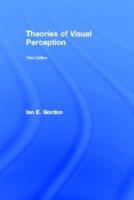 Theories of Visual
Perception
Third Edition
Ian E. Gordon